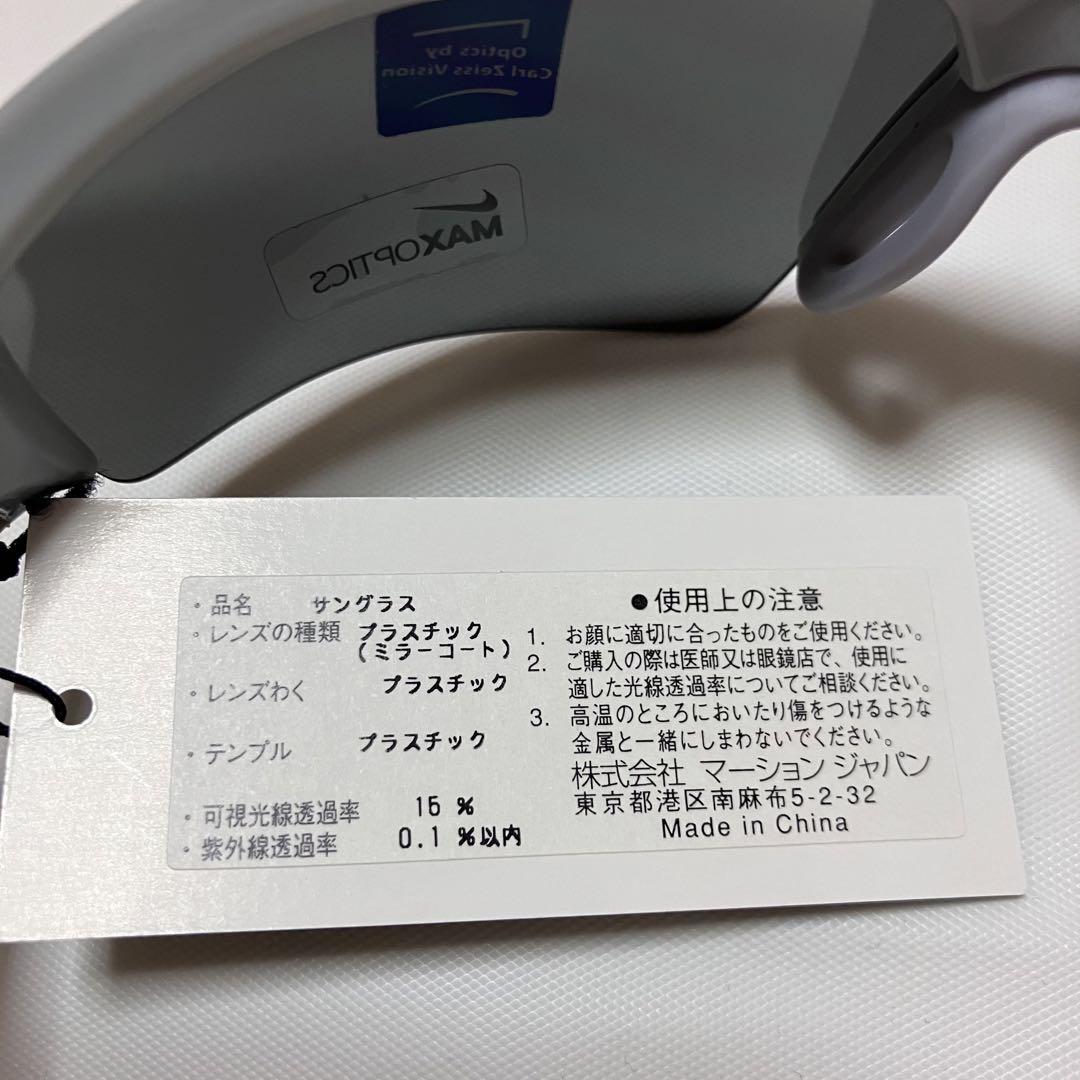 Optics by
Carl Zeiss Vision
MAXOPTICS
・品名 サングラス
・レンズの種類 プラスチック
(ミラーコート)
・レンズわく プラスチック
・テンプル プラスチック
・可視光線透過率 15 %
・紫外線透過率 0.1 %以内
●使用上の注意
1. お顔に適切に合ったものをご使用ください。
2. ご購入の際は医師又は眼鏡店で、使用に
適した光線透過率についてご相談ください。
3. 高温のところにおいたり傷をつけるような
金属と一緒にしまわないでください。
株式会社 マーション ジャパン
東京都港区南麻布5-2-32
Made in China